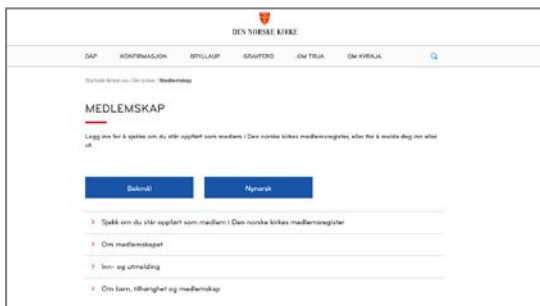 DEN NORSKE KIRKE
DÅP KONFIRMASJON BRYLLAUP GRAVFERD OM TRUA OM KYRKJA
Medlemskap
MEDLEMSKAP
Logg inn for å sjekke om du står oppført som medlem i Den norske kirkes medlemsregister, eller for å melde deg inn eller
ut.
Bokmål Nynorsk
Sjekk om du står oppført som medlem i Den norske kirkes medlemsregister
Om medlemskapet
Inn- og utmelding
Om barn, tilhørighet og medlemskap